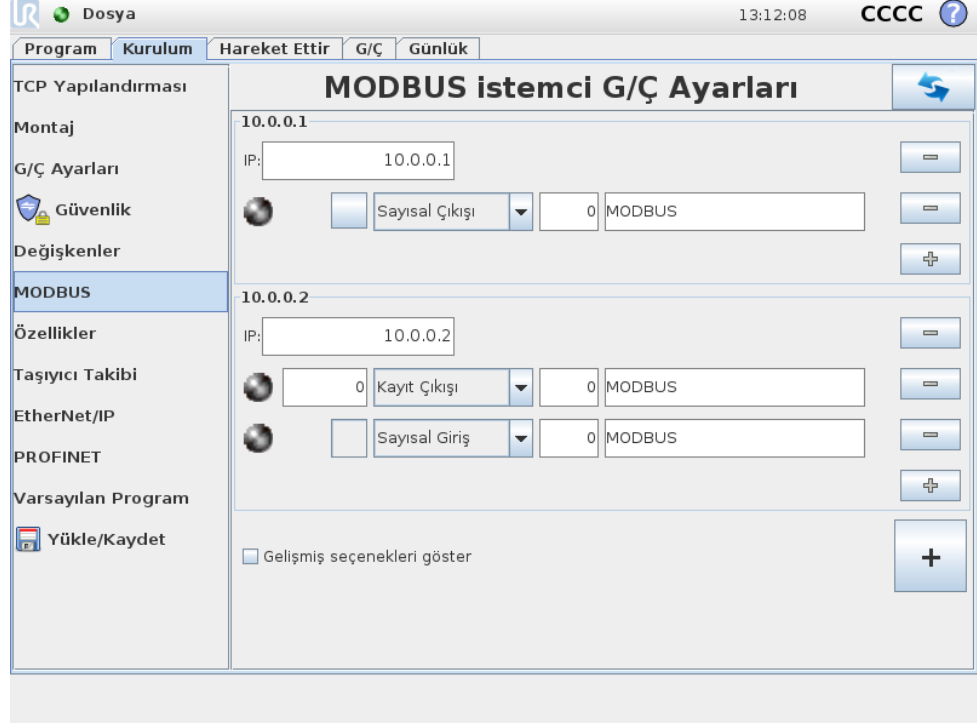 UR Dosya 13:12:08 CCCC ?
Program Kurulum Hareket Ettir G/Ç Günlük
TCP Yapılandırması
Montaj
G/Ç Ayarları
Güvenlik
Değişkenler
MODBUS
Özellikler
Taşıyıcı Takibi
EtherNet/IP
PROFINET
Varsayılan Program
Yükle/Kaydet
MODBUS istemci G/Ç Ayarları
10.0.0.1
IP: 10.0.0.1
Sayısal Çıkışı 0 MODBUS
10.0.0.2
IP: 10.0.0.2
0 Kayıt Çıkışı 0 MODBUS
Sayısal Giriş 0 MODBUS
Gelişmiş seçenekleri göster